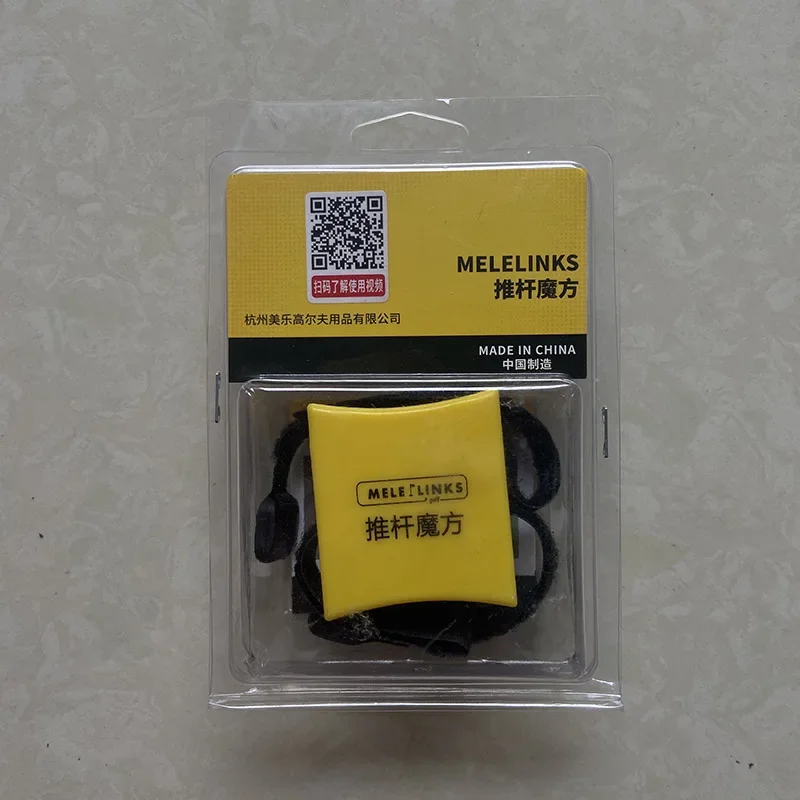 扫码了解使用视频
MELELINKS
推杆魔方
杭州美乐高尔夫用品有限公司
MADE IN CHINA
中国制造
MELELINKS
golf
推杆魔方